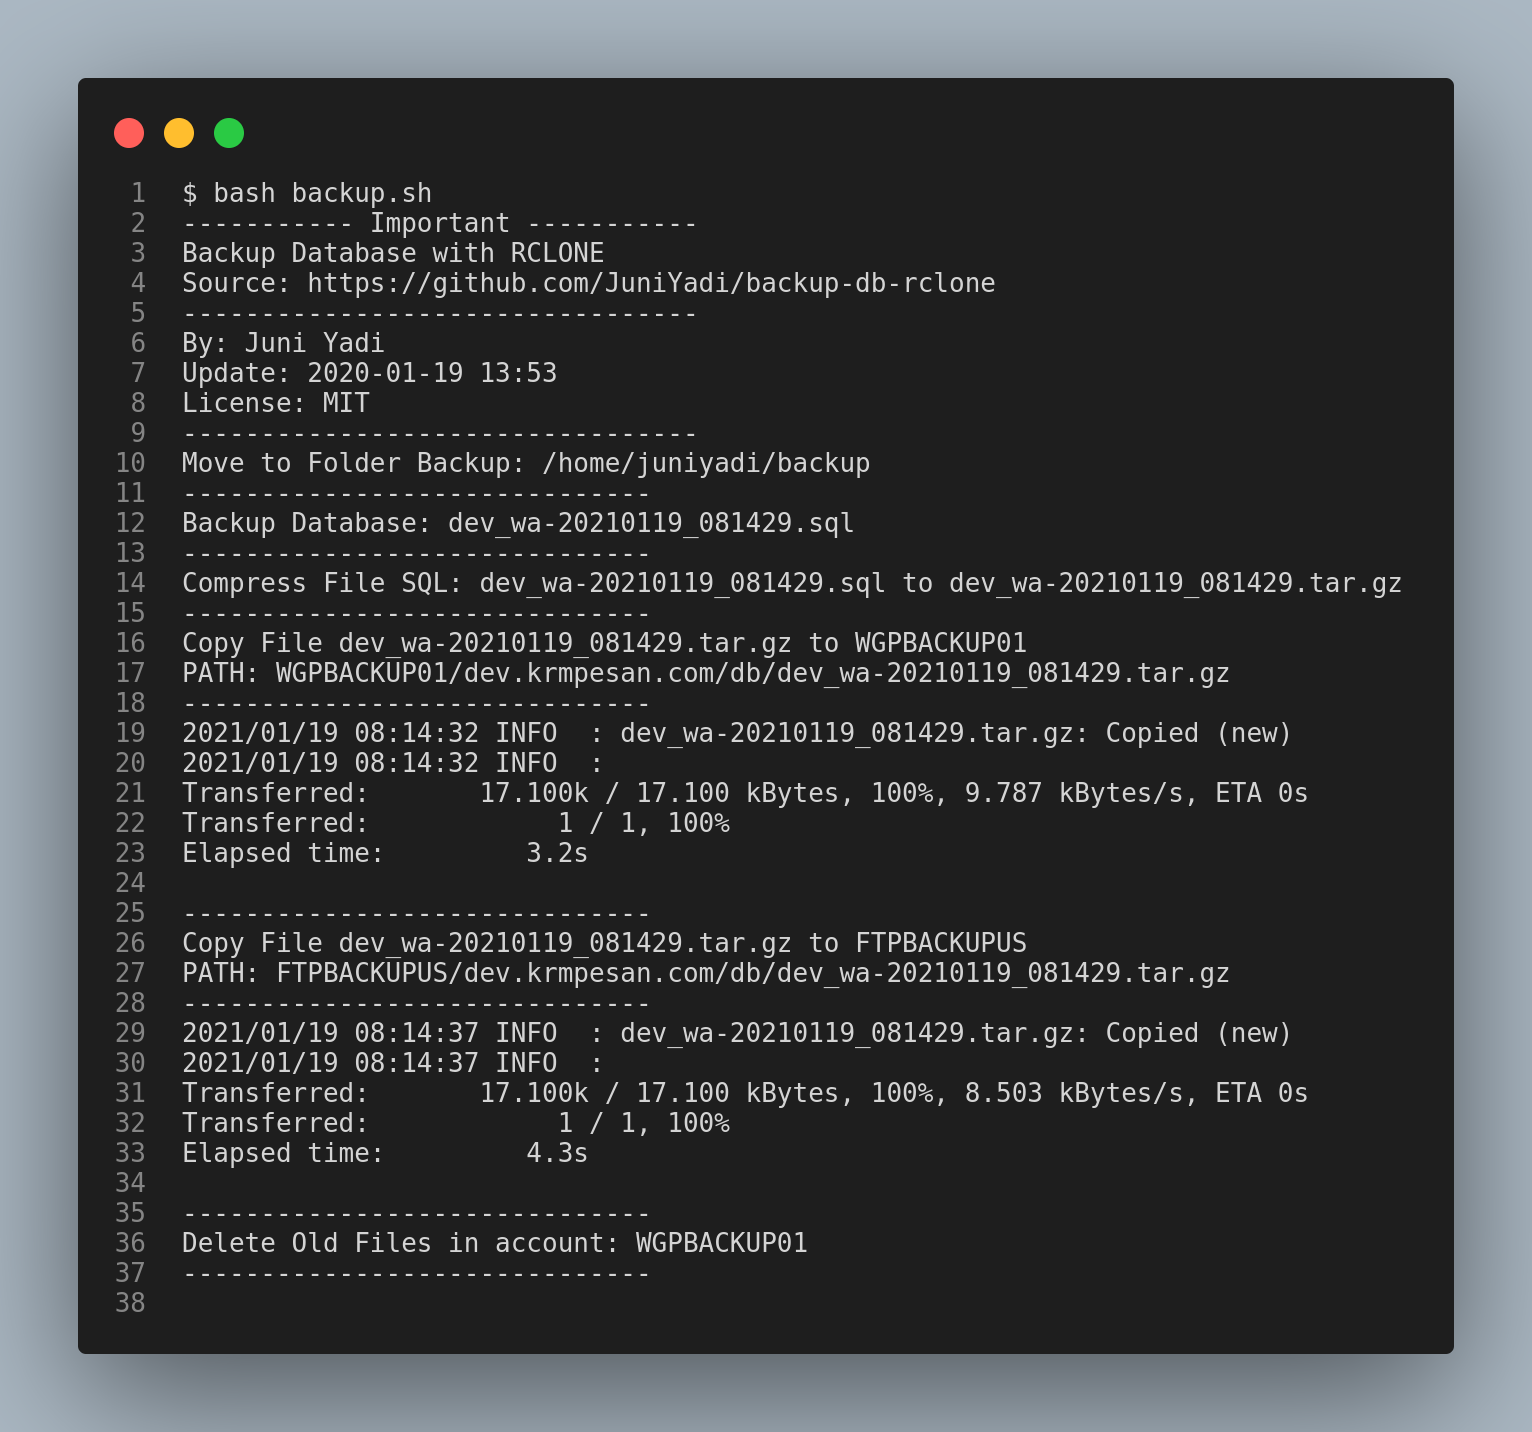 1 $ bash backup.sh
2 ----------- Important -----------
3 Backup Database with RCLONE
4 Source: https://github.com/JuniYadi/backup-db-rclone
5 ---------------------------------
6 By: Juni Yadi
7 Update: 2020-01-19 13:53
8 License: MIT
9 ---------------------------------
10 Move to Folder Backup: /home/juniyadi/backup
11 ------------------------------
12 Backup Database: dev_wa-20210119_081429.sql
13 ------------------------------
14 Compress File SQL: dev_wa-20210119_081429.sql to dev_wa-20210119_081429.tar.gz
15 ------------------------------
16 Copy File dev_wa-20210119_081429.tar.gz to WGPBACKUP01
17 PATH: WGPBACKUP01/dev.krmpesan.com/db/dev_wa-20210119_081429.tar.gz
18 ------------------------------
19 2021/01/19 08:14:32 INFO  : dev_wa-20210119_081429.tar.gz: Copied (new)
20 2021/01/19 08:14:32 INFO  :
21 Transferred:       17.100k / 17.100 kBytes, 100%, 9.787 kBytes/s, ETA 0s
22 Transferred:            1 / 1, 100%
23 Elapsed time:         3.2s
24
25 ------------------------------
26 Copy File dev_wa-20210119_081429.tar.gz to FTPBACKUPUS
27 PATH: FTPBACKUPUS/dev.krmpesan.com/db/dev_wa-20210119_081429.tar.gz
28 ------------------------------
29 2021/01/19 08:14:37 INFO  : dev_wa-20210119_081429.tar.gz: Copied (new)
30 2021/01/19 08:14:37 INFO  :
31 Transferred:       17.100k / 17.100 kBytes, 100%, 8.503 kBytes/s, ETA 0s
32 Transferred:            1 / 1, 100%
33 Elapsed time:         4.3s
34
35 ------------------------------
36 Delete Old Files in account: WGPBACKUP01
37 ------------------------------
38